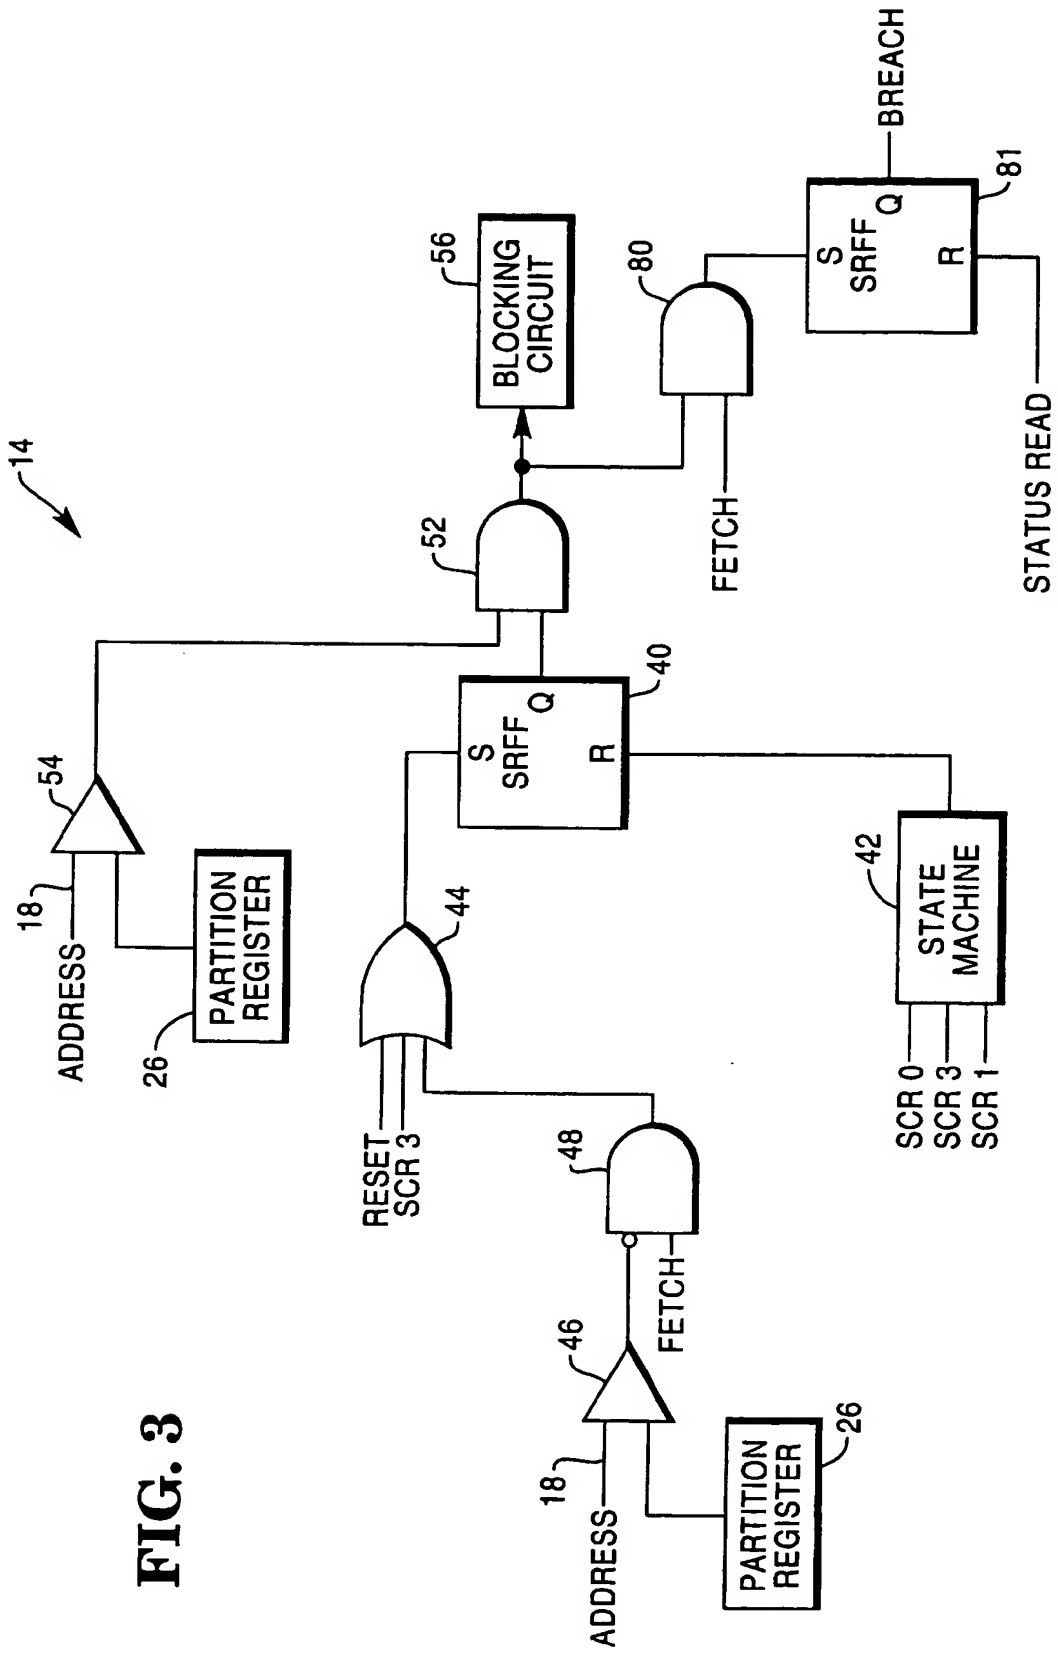 FIG. 3
14
ADDRESS
18
54
26
PARTITION
REGISTER
RESET
SCR 3
44
ADDRESS
18
46
FETCH
48
PARTITION
REGISTER
26
S
SRFF
Q
R
40
SCR 0
SCR 3
SCR 1
STATE
MACHINE
42
52
BLOCKING
CIRCUIT
56
FETCH
80
S
SRFF
Q
R
81
BREACH
STATUS READ